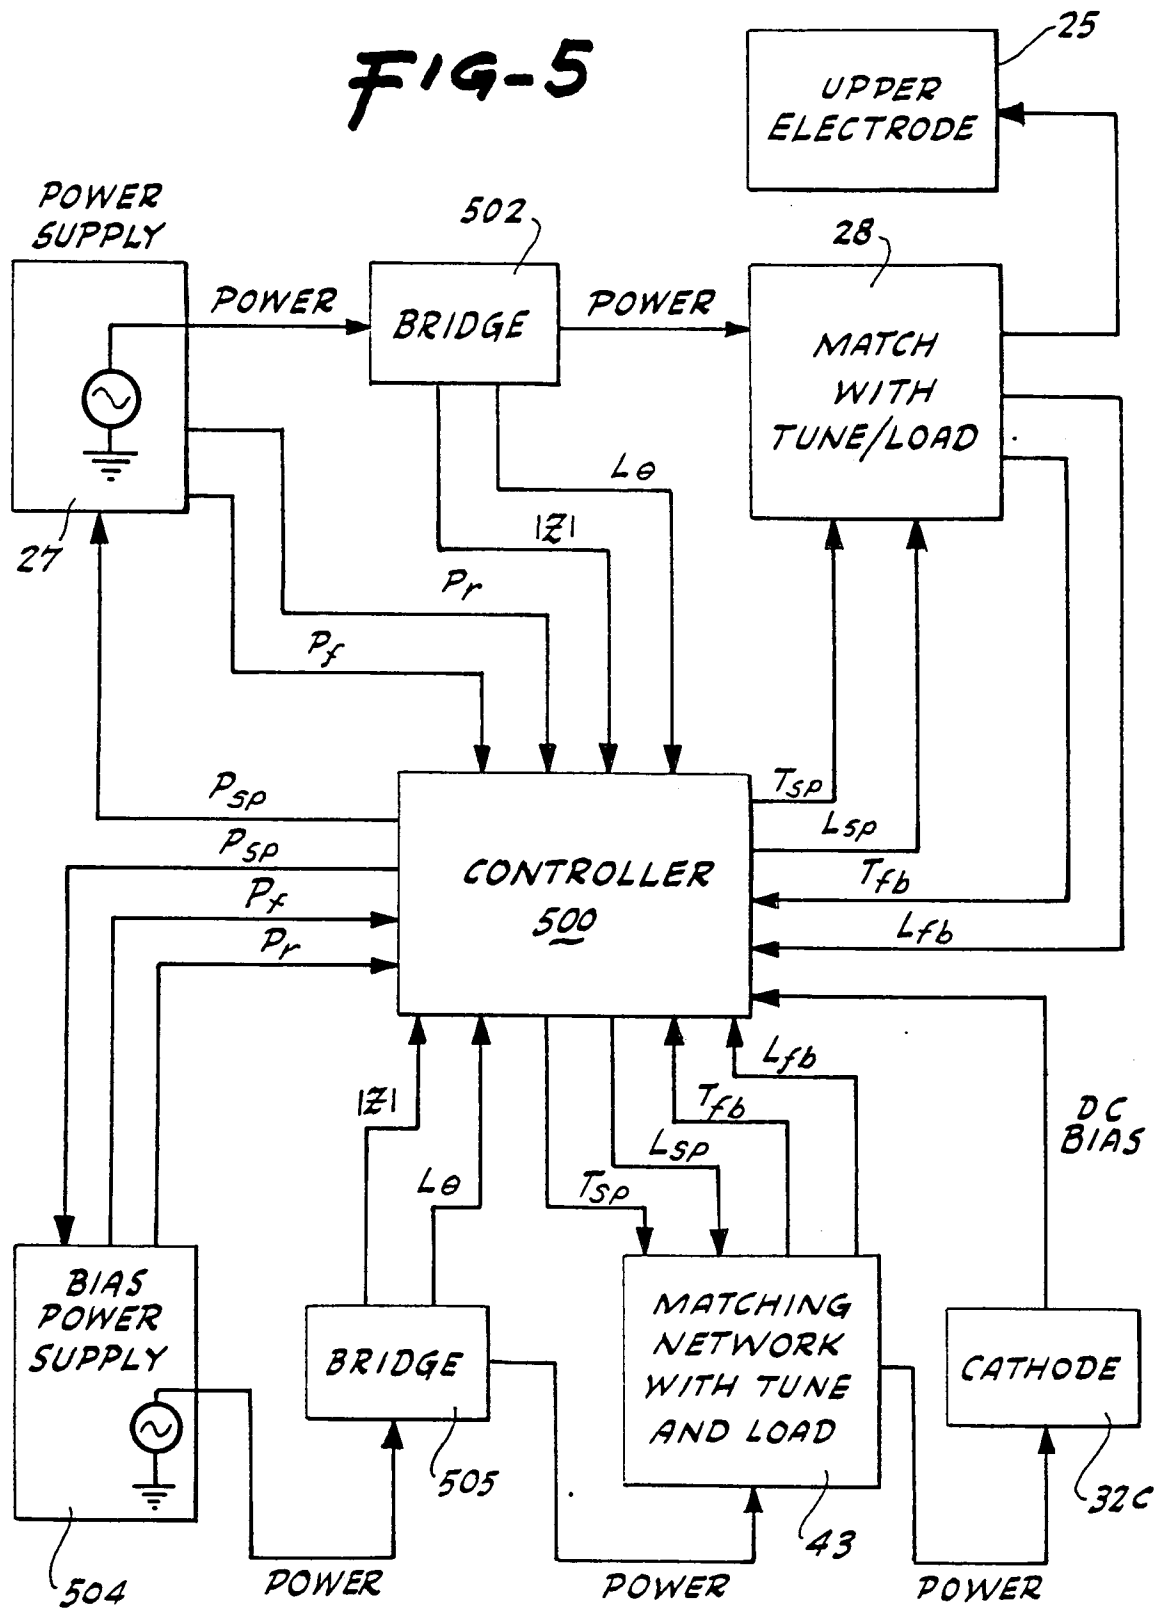 FIG-5
25
UPPER
ELECTRODE
POWER
SUPPLY
502
28
POWER
BRIDGE
POWER
MATCH
WITH
TUNE/LOAD
27
Lθ
|Z|
Pr
Pf
Psp
Psp
Pf
Pr
CONTROLLER
500
Tsp
Lsp
Tfb
Lfb
|Z|
Lθ
Tsp
Lsp
Tfb
Lfb
DC
BIAS
BIAS
POWER
SUPPLY
BRIDGE
MATCHING
NETWORK
WITH TUNE
AND LOAD
CATHODE
504
505
43
32C
POWER
POWER
POWER